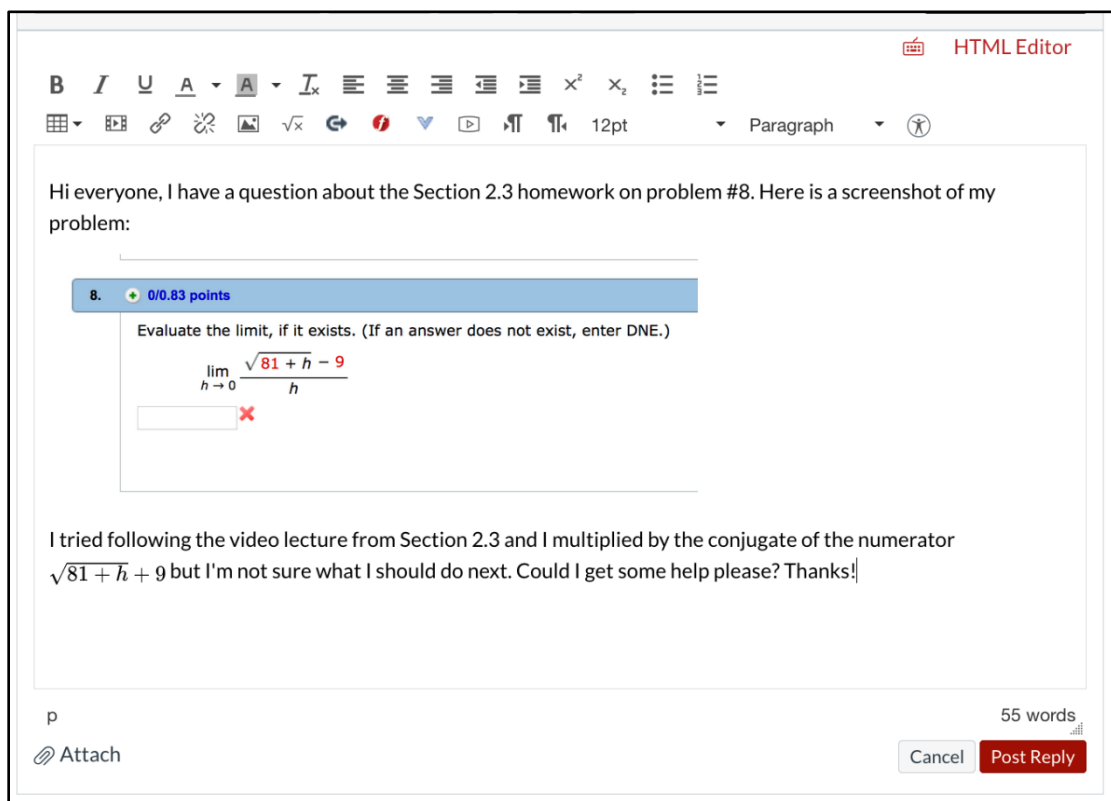 HTML Editor
B I U A A Ix x² x₂
√x 12pt Paragraph
Hi everyone, I have a question about the Section 2.3 homework on problem #8. Here is a screenshot of my
problem:
8. 0/0.83 points
Evaluate the limit, if it exists. (If an answer does not exist, enter DNE.)
lim h → 0 (√(81 + h) − 9) / h
I tried following the video lecture from Section 2.3 and I multiplied by the conjugate of the numerator
√(81 + h) + 9 but I'm not sure what I should do next. Could I get some help please? Thanks!
p 55 words
Attach Cancel Post Reply